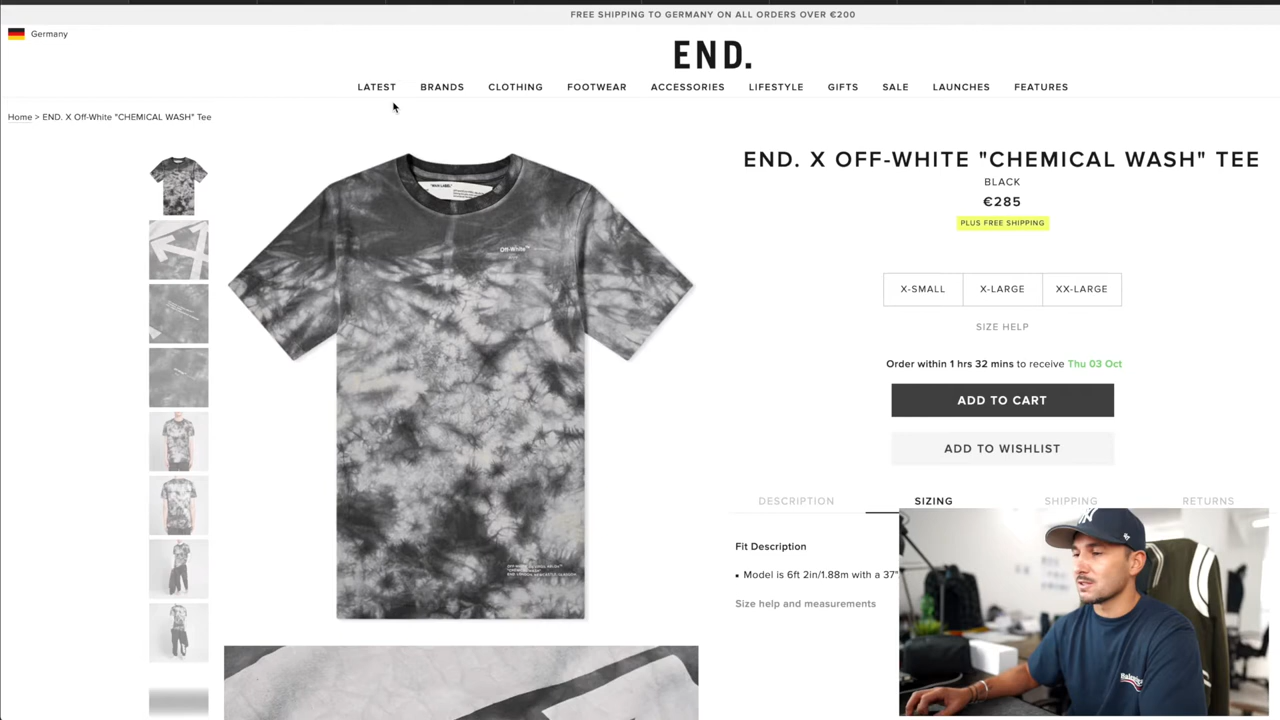 FREE SHIPPING TO GERMANY ON ALL ORDERS OVER €200
Germany
END.
LATEST BRANDS CLOTHING FOOTWEAR ACCESSORIES LIFESTYLE GIFTS SALE LAUNCHES FEATURES
Home > END. X Off-White "CHEMICAL WASH" Tee
Off-White™
END. X OFF-WHITE "CHEMICAL WASH" TEE
BLACK
€285
PLUS FREE SHIPPING
X-SMALL X-LARGE XX-LARGE
SIZE HELP
Order within 1 hrs 32 mins to receive Thu 03 Oct
ADD TO CART
ADD TO WISHLIST
DESCRIPTION SIZING SHIPPING RETURNS
Fit Description
• Model is 6ft 2in/1.88m with a 37"
Size help and measurements